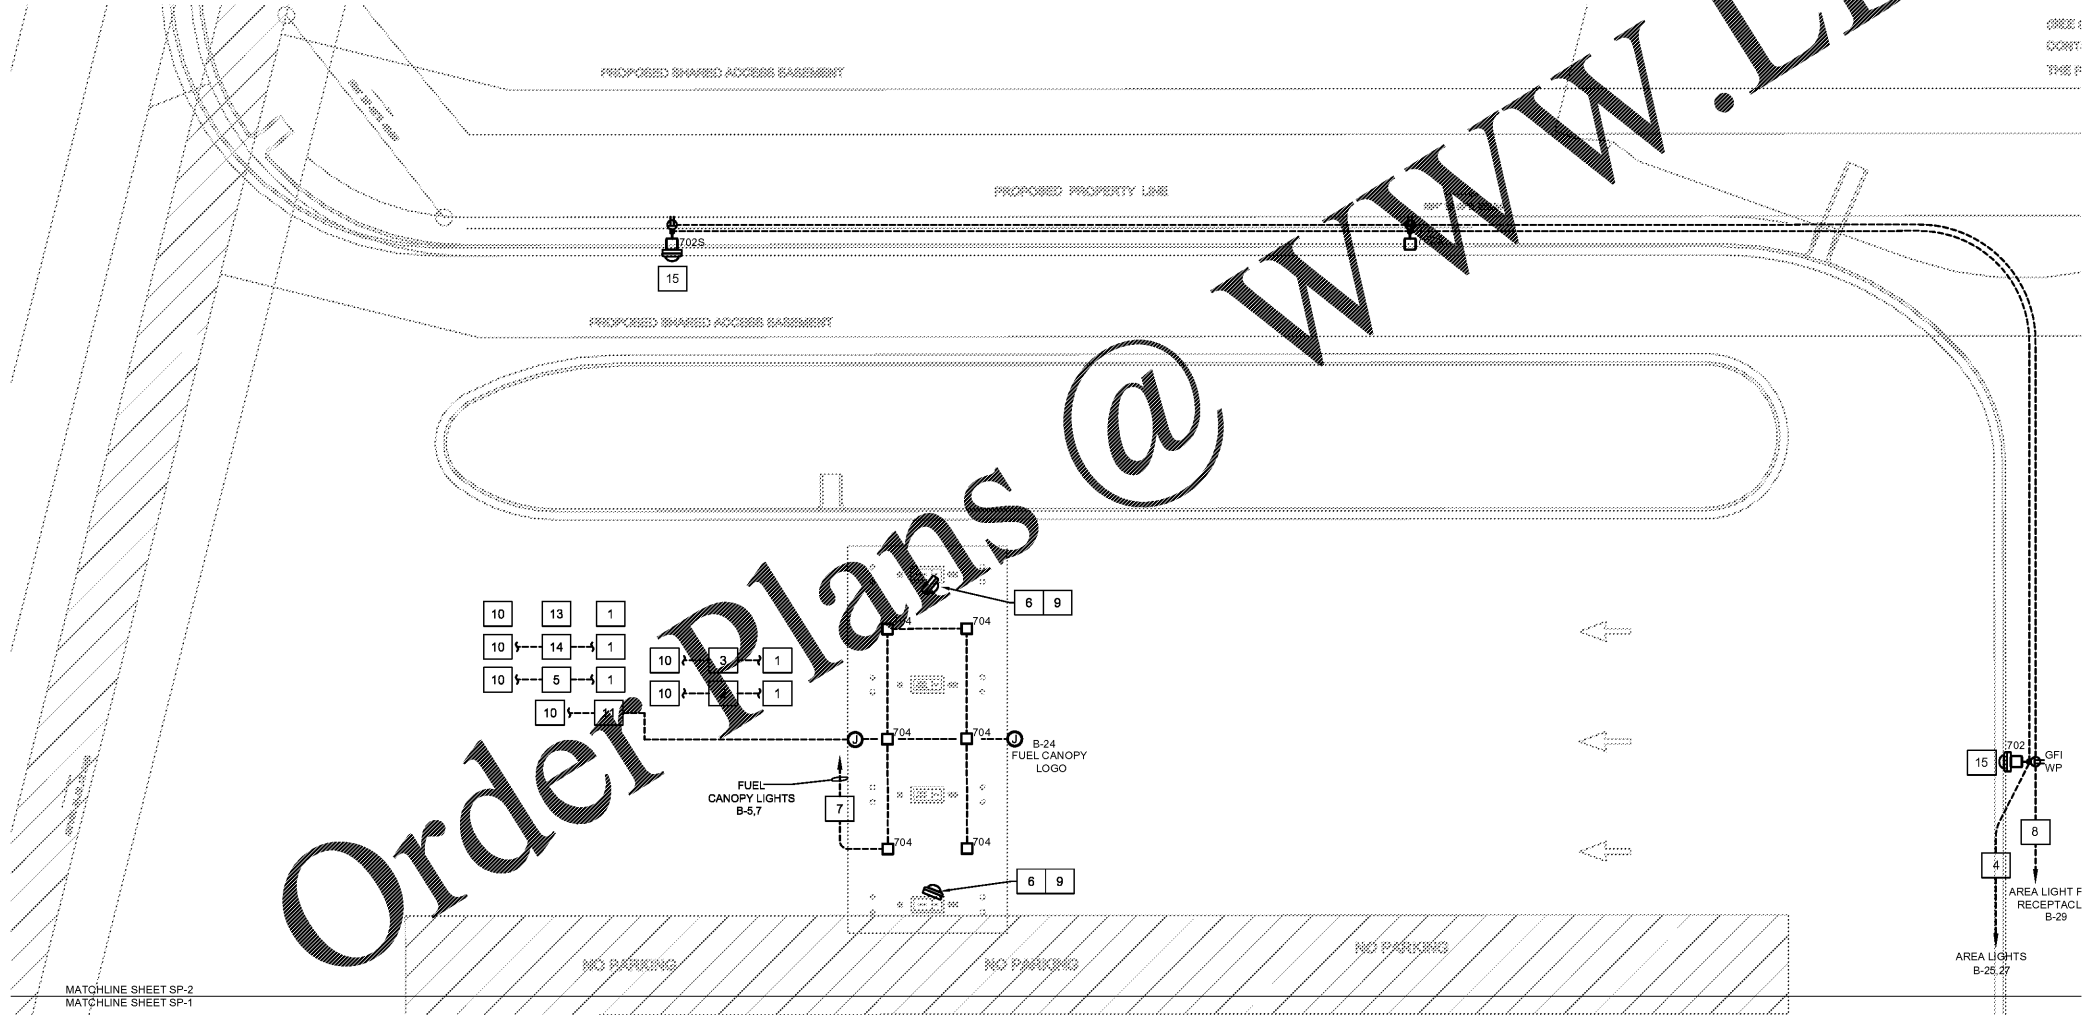 PROPOSED SHARED ACCESS EASEMENT
THE P
PROPOSED PROPERTY LINE
702S
15
PROPOSED SHARED ACCESS EASEMENT
Order Plans @ www.L
6 9
10 13 1
704 704
10 14 1
10 3 1
10 5 1
10 1
10 11
704 704
B-24
FUEL CANOPY
LOGO
702
15
GFI
WP
FUEL
CANOPY LIGHTS
B-5,7
7
8
704 704
4
6 9
AREA LIGHT P
RECEPTACL
B-29
NO PARKING
NO PARKING
NO PARKING
AREA LIGHTS
B-25,27
MATCHLINE SHEET SP-2
MATCHLINE SHEET SP-1